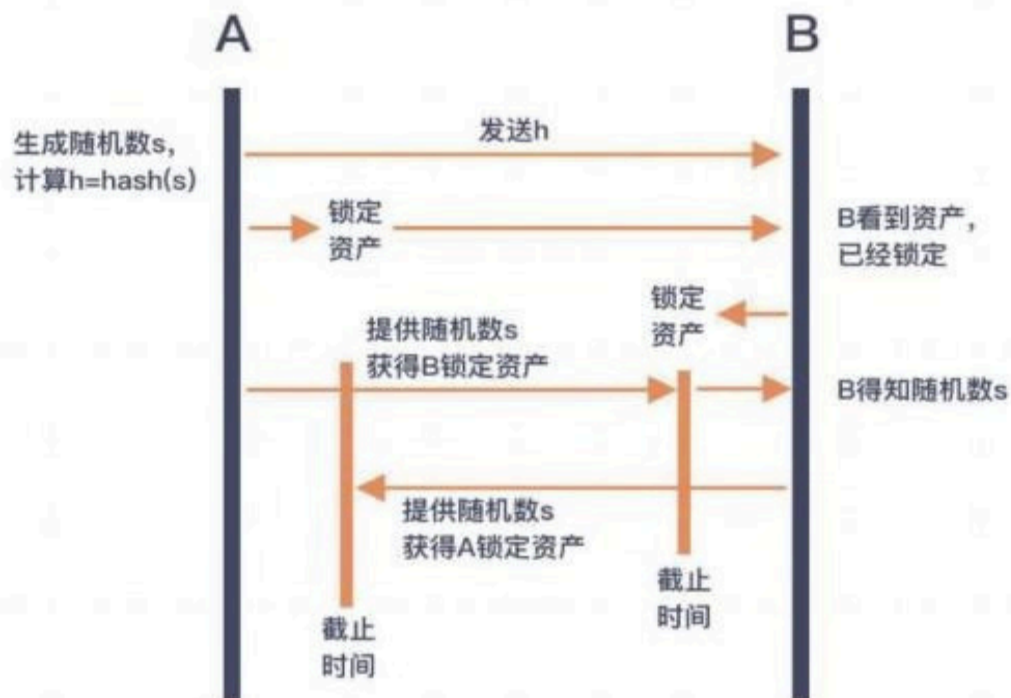 A
B
生成随机数s，
计算h=hash(s)
发送h
锁定
资产
B看到资产，
已经锁定
锁定
资产
提供随机数s
获得B锁定资产
B得知随机数s
提供随机数s
获得A锁定资产
截止
时间
截止
时间